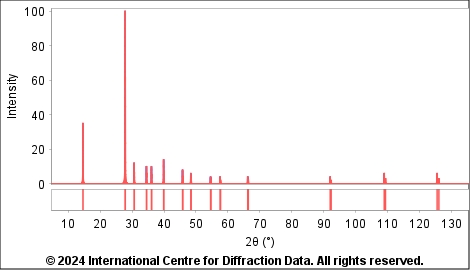 100
80
60
40
20
0
Intensity
10 20 30 40 50 60 70 80 90 100 110 120 130
2θ (°)
© 2024 International Centre for Diffraction Data. All rights reserved.